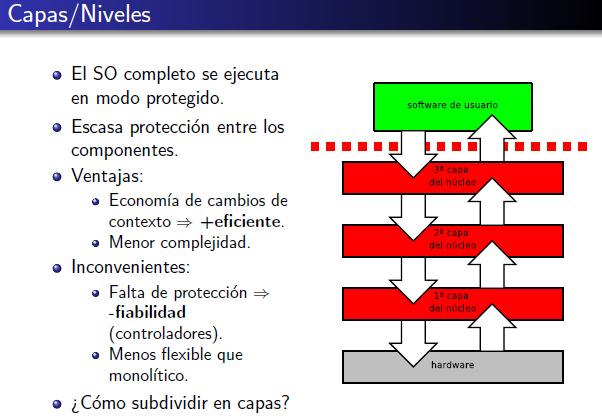 Capas/Niveles
El SO completo se ejecuta
en modo protegido.
Escasa protección entre los
componentes.
Ventajas:
Economía de cambios de
contexto ⇒ +eficiente.
Menor complejidad.
Inconvenientes:
Falta de protección ⇒
-fiabilidad
(controladores).
Menos flexible que
monolítico.
¿Cómo subdividir en capas?
software de usuario
3ª capa
del núcleo
2ª capa
del núcleo
1ª capa
del núcleo
hardware